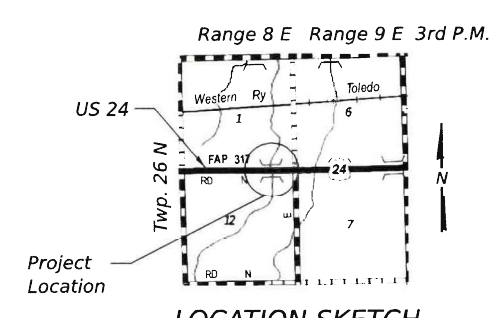 Range 8 E Range 9 E 3rd P.M.
Western Ry Toledo
US 24
1 6
Twp. 26 N
FAP 317
RD N
24
N
12
E
7
Project
Location
RD N
LOCATION SKETCH